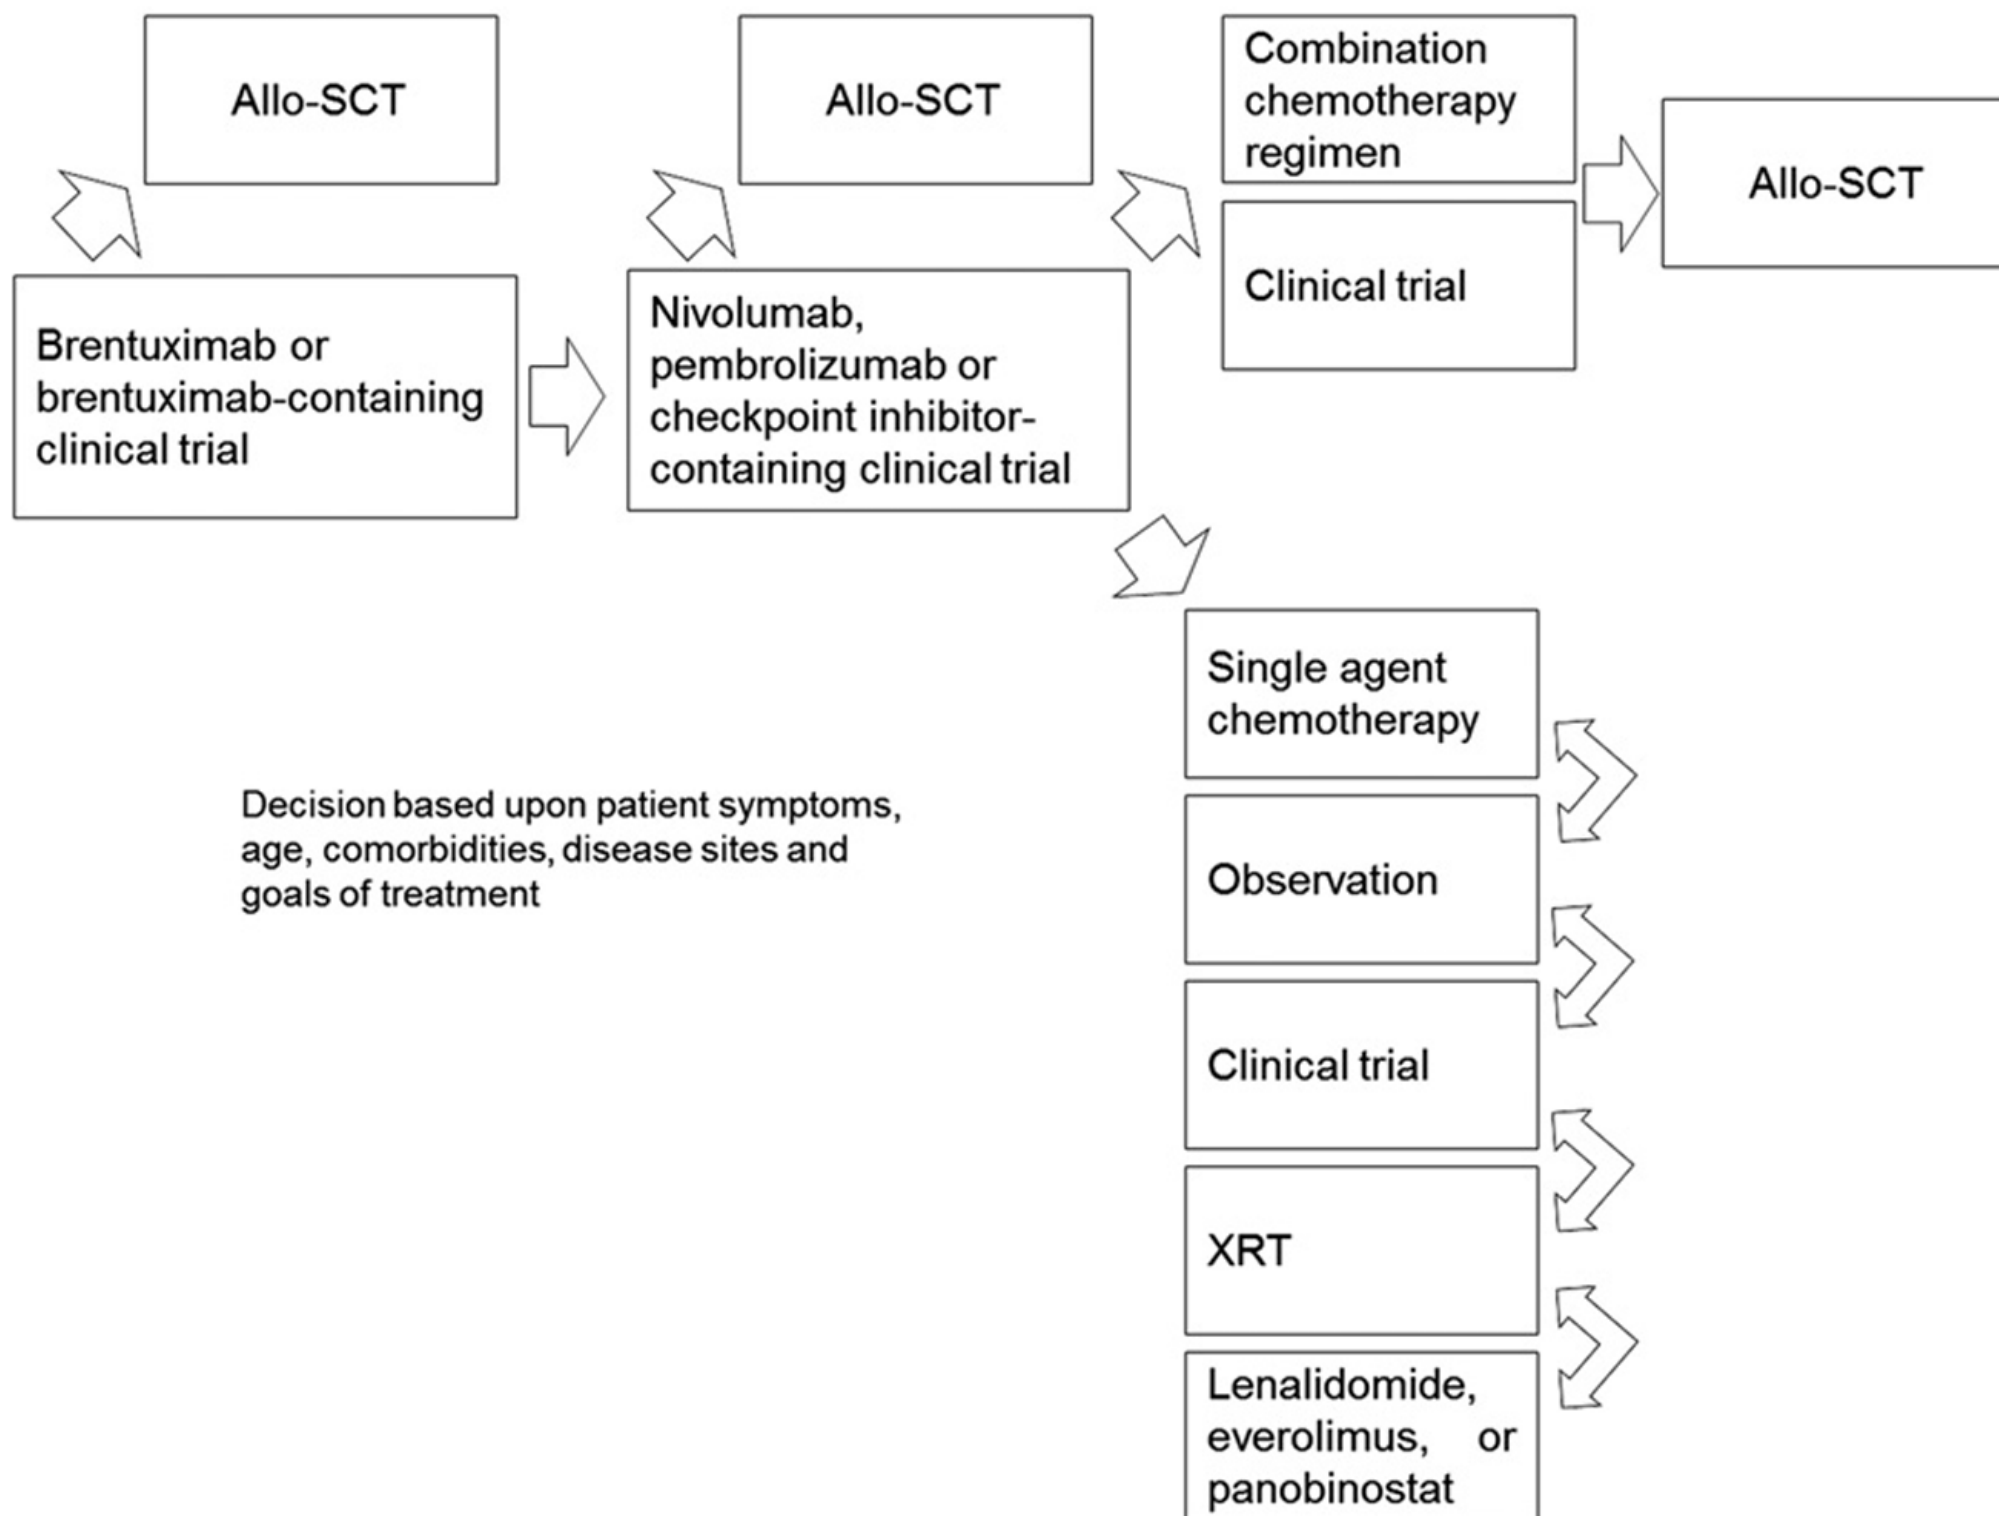 Allo-SCT
Allo-SCT
Combination
chemotherapy
regimen
Allo-SCT
Clinical trial
Brentuximab or
brentuximab-containing
clinical trial
Nivolumab,
pembrolizumab or
checkpoint inhibitor-
containing clinical trial
Single agent
chemotherapy
Decision based upon patient symptoms,
age, comorbidities, disease sites and
goals of treatment
Observation
Clinical trial
XRT
Lenalidomide,
everolimus, or
panobinostat